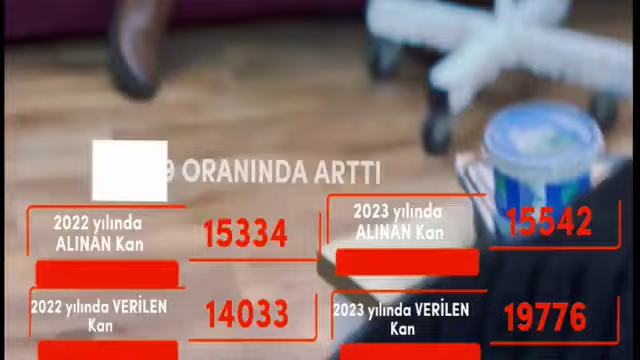 9 ORANINDA ARTTI
2022 yılında
ALINAN Kan
15334
2023 yılında
ALINAN Kan
15542
2022 yılında VERİLEN
Kan
14033
2023 yılında VERİLEN
Kan
19776